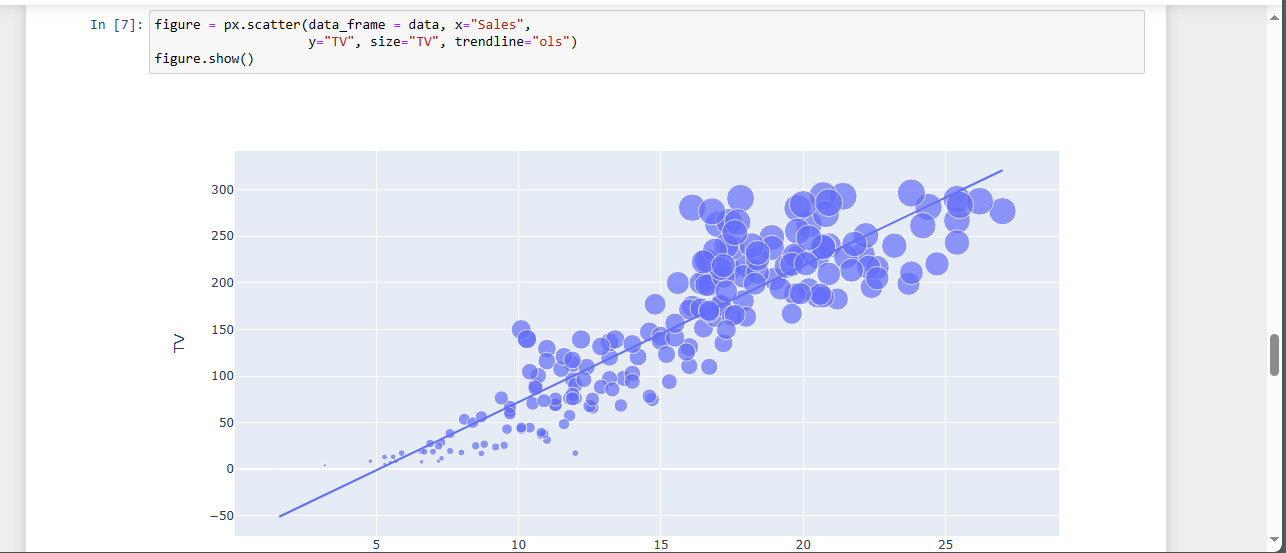 In [7]: figure = px.scatter(data_frame = data, x="Sales",
y="TV", size="TV", trendline="ols")
figure.show()
300
250
200
150
100
50
0
−50
TV
5 10 15 20 25